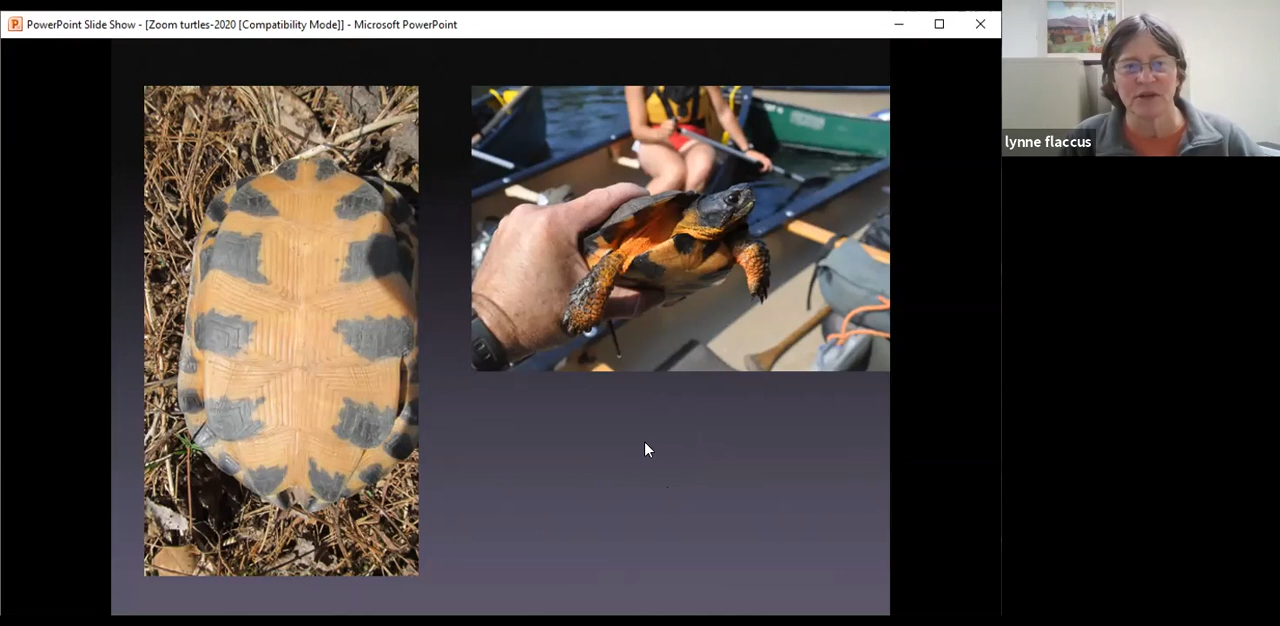 PowerPoint Slide Show - [Zoom turtles-2020 [Compatibility Mode]] - Microsoft PowerPoint
lynne flaccus